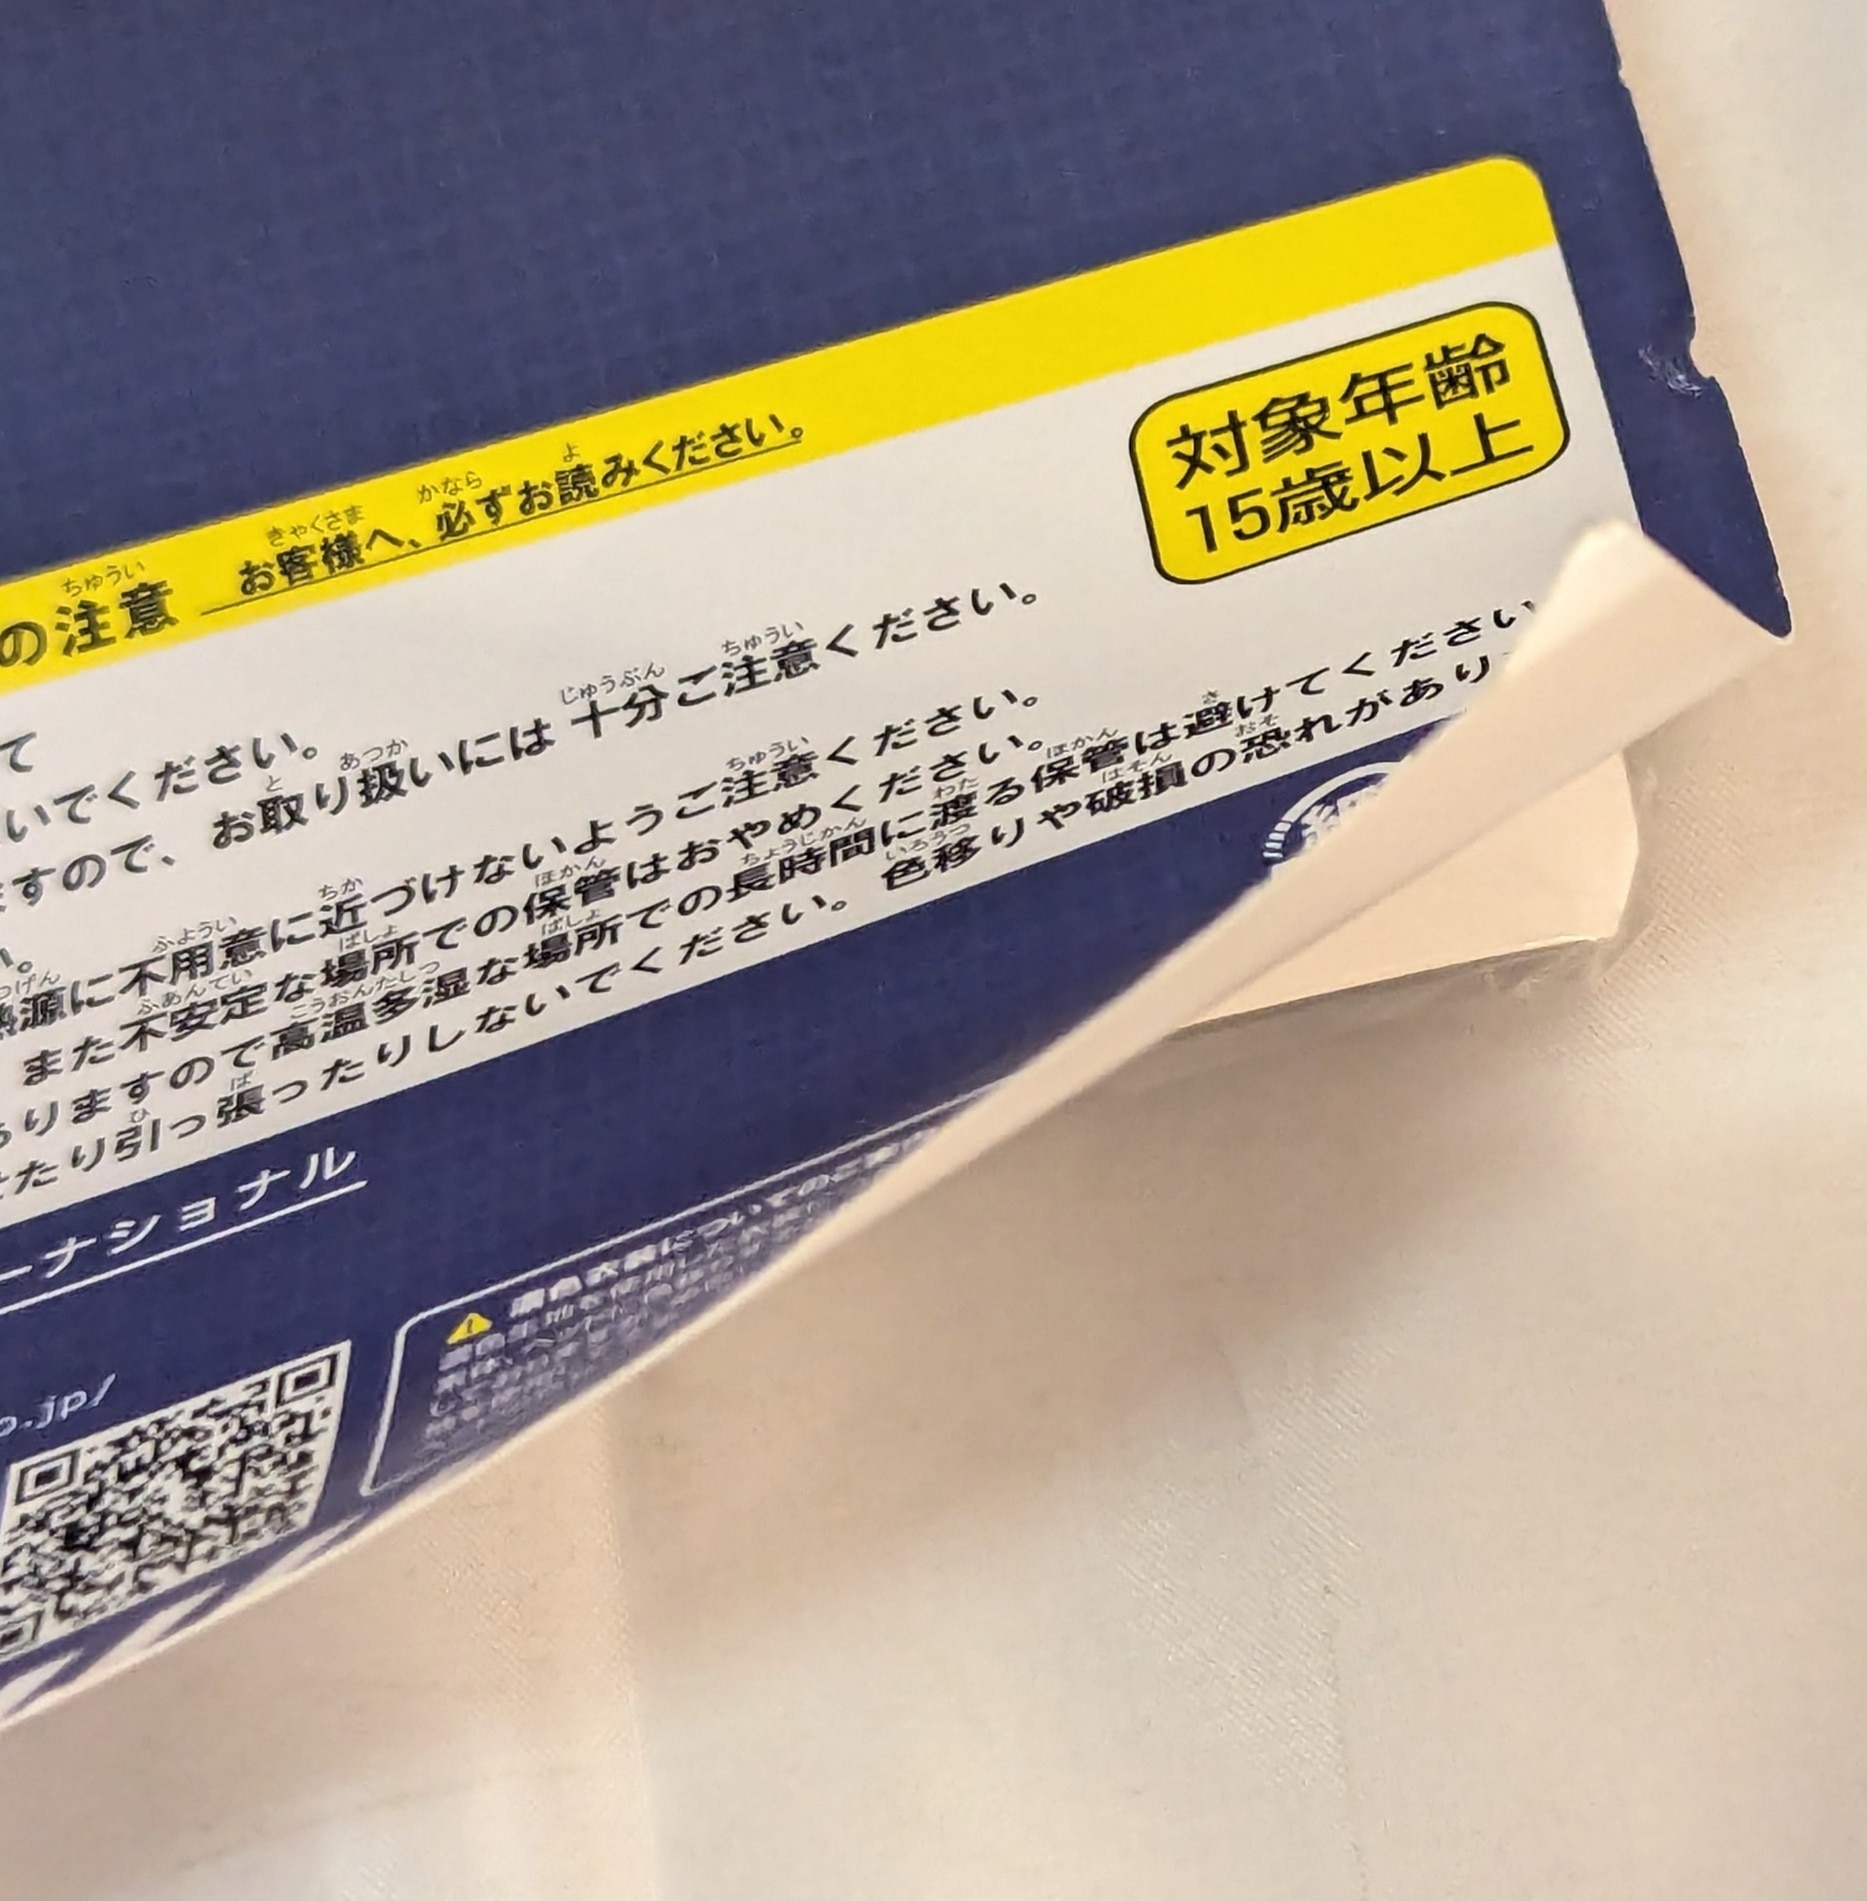 の注意 お客様へ、必ずお読みください。
対象年齢
15歳以上
て
いでください。
ますので、お取り扱いには十分ご注意ください。
い。
熱源に不用意に近づけないようご注意ください。
また不安定な場所での保管はおやめください。
ありますので高温多湿な場所での長時間に渡る保管は避けてください
たり引っ張ったりしないでください。色移りや破損の恐れがあり
ーナショナル
.jp/